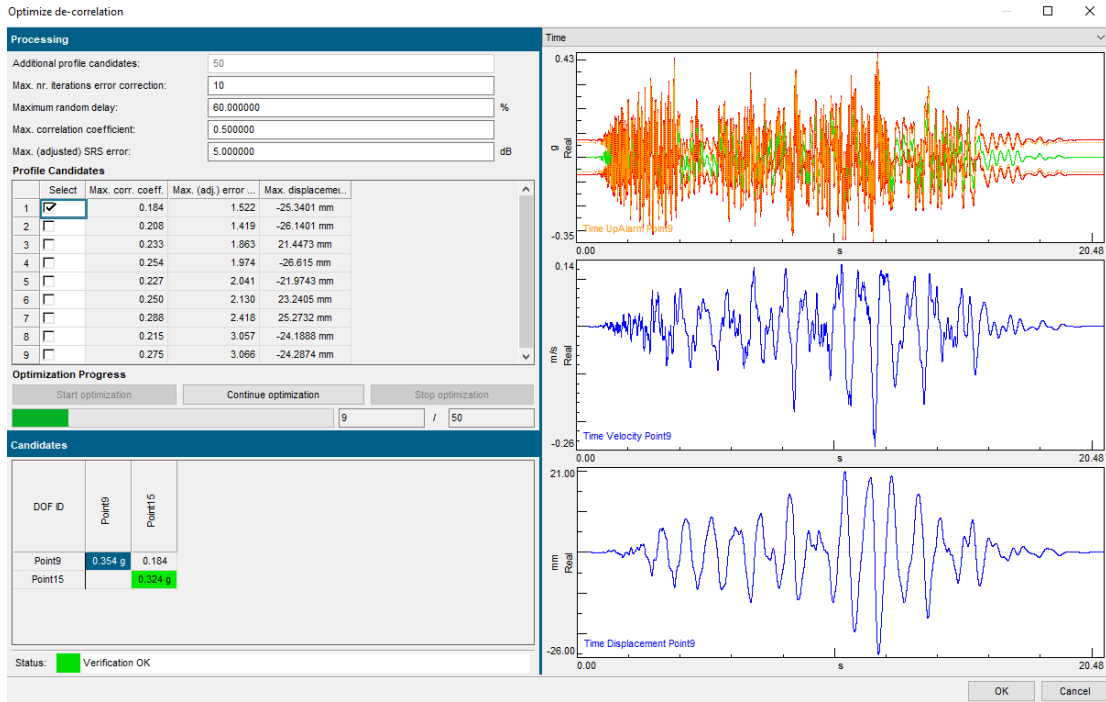 Optimize de-correlation
Processing
Additional profile candidates: 50
Max. nr. iterations error correction: 10
Maximum random delay: 60.000000 %
Max. correlation coefficient: 0.500000
Max. (adjusted) SRS error: 5.000000 dB
Profile Candidates
Select Max. corr. coeff. Max. (adj.) error ... Max. displacemei...
1 0.184 1.522 -25.3401 mm
2 0.208 1.419 -26.1401 mm
3 0.233 1.863 21.4473 mm
4 0.254 1.974 -26.615 mm
5 0.227 2.041 -21.9743 mm
6 0.250 2.130 23.2405 mm
7 0.288 2.418 25.2732 mm
8 0.215 3.057 -24.1888 mm
9 0.275 3.066 -24.2874 mm
Optimization Progress
Start optimization Continue optimization Stop optimization
9 / 50
Candidates
DOF ID Point9 Point15
Point9 0.354 g 0.184
Point15 0.324 g
Status: Verification OK
Time
0.43
g
Real
-0.35
Time UpAlarm Point9
0.00 s 20.48
0.14
m/s
Real
-0.26
Time Velocity Point9
0.00 s 20.48
21.00
mm
Real
-26.00
Time Displacement Point9
0.00 s 20.48
OK Cancel